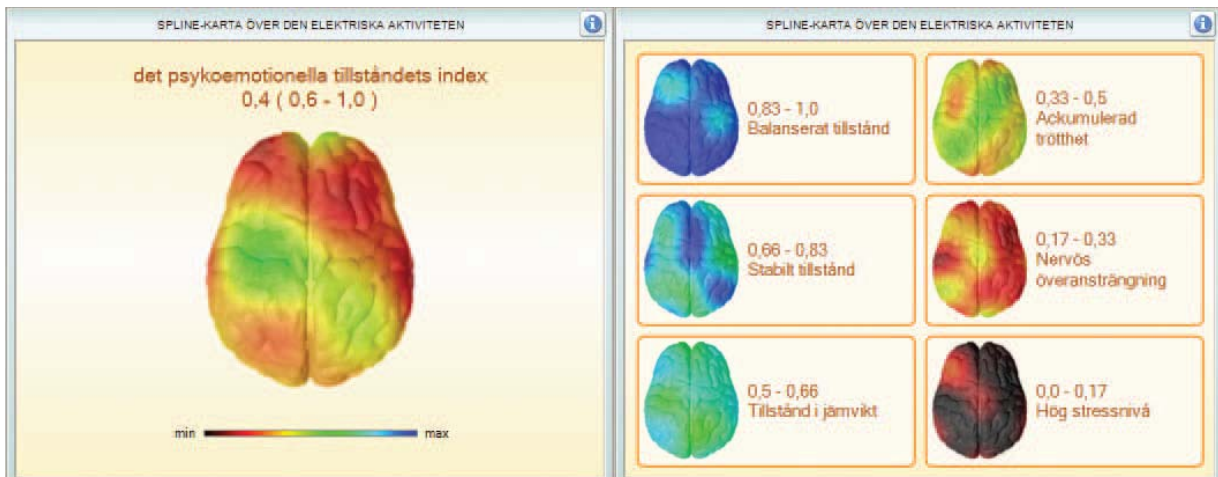 SPLINE-KARTA ÖVER DEN ELEKTRISKA AKTIVITETEN
det psykoemotionella tillståndets index
0,4 ( 0,6 - 1,0 )
min
max
SPLINE-KARTA ÖVER DEN ELEKTRISKA AKTIVITETEN
0,83 - 1,0
Balanserat tillstånd
0,33 - 0,5
Ackumulerad
trötthet
0,66 - 0,83
Stabilt tillstånd
0,17 - 0,33
Nervös
överansträngning
0,5 - 0,66
Tillstånd i jämvikt
0,0 - 0,17
Hög stressnivå